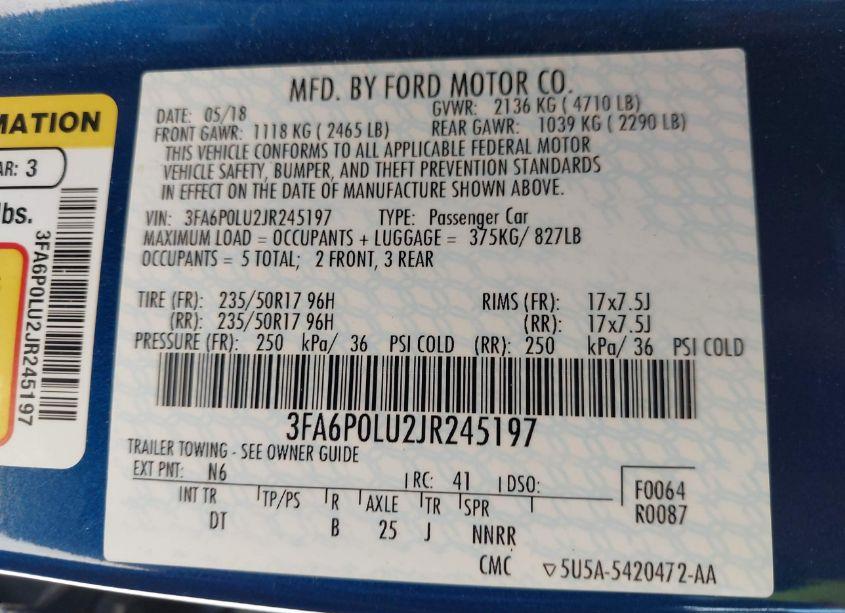 MATION
AR: 3
lbs.
3FA6P0LU2JR245197
MFD. BY FORD MOTOR CO.
DATE: 05/18 GVWR: 2136 KG ( 4710 LB)
FRONT GAWR: 1118 KG ( 2465 LB) REAR GAWR: 1039 KG ( 2290 LB)
THIS VEHICLE CONFORMS TO ALL APPLICABLE FEDERAL MOTOR
VEHICLE SAFETY, BUMPER, AND THEFT PREVENTION STANDARDS
IN EFFECT ON THE DATE OF MANUFACTURE SHOWN ABOVE.
VIN: 3FA6P0LU2JR245197 TYPE: Passenger Car
MAXIMUM LOAD = OCCUPANTS + LUGGAGE = 375KG/ 827LB
OCCUPANTS = 5 TOTAL; 2 FRONT, 3 REAR
TIRE (FR): 235/50R17 96H RIMS (FR): 17x7.5J
(RR): 235/50R17 96H (RR): 17x7.5J
PRESSURE (FR): 250 kPa/ 36 PSI COLD (RR): 250 kPa/ 36 PSI COLD
3FA6P0LU2JR245197
TRAILER TOWING - SEE OWNER GUIDE
EXT PNT: N6 RC: 41 DSO: F0064
INT TR TP/PS R AXLE TR SPR R0087
DT B 25 J NNRR
CMC ▽5U5A-5420472-AA